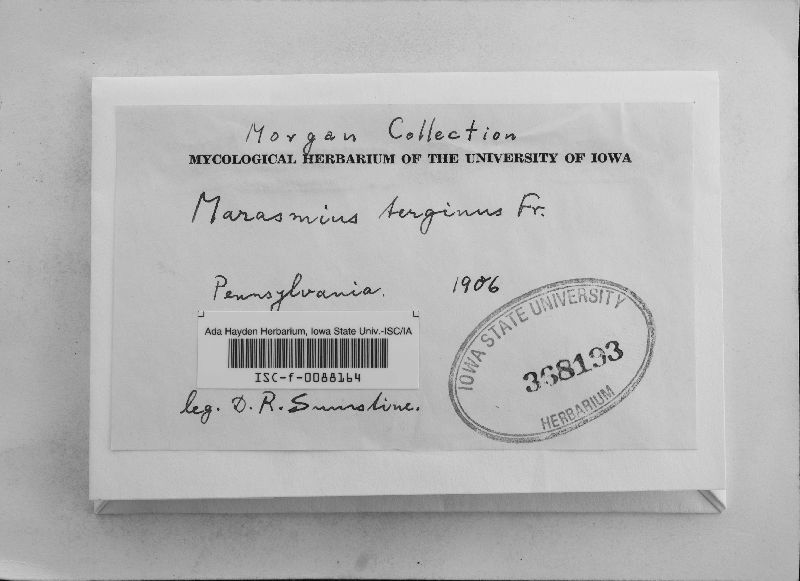 Morgan Collection
MYCOLOGICAL HERBARIUM OF THE UNIVERSITY OF IOWA
Marasmius terginus Fr.
Pennsylvania. 1906
Ada Hayden Herbarium, Iowa State Univ.-ISC/IA
ISC-f-0088164
leg. D. R. Sumstine.
IOWA STATE UNIVERSITY
368193
HERBARIUM